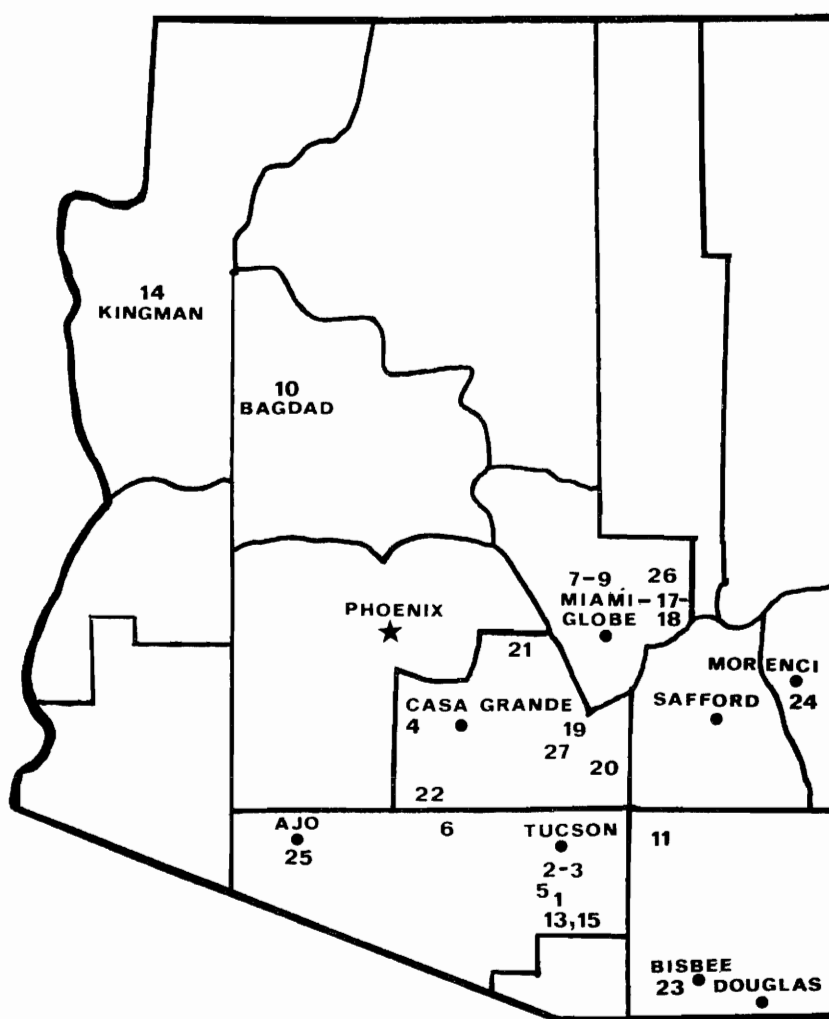 14
KINGMAN
10
BAGDAD
7-9 26
MIAMI-17-
PHOENIX GLOBE 18
21
MORENCI
CASA GRANDE SAFFORD 24
4 19
27
20
22
AJO 6 TUCSON 11
25
2-3
5 1
13,15
BISBEE
23 DOUGLAS